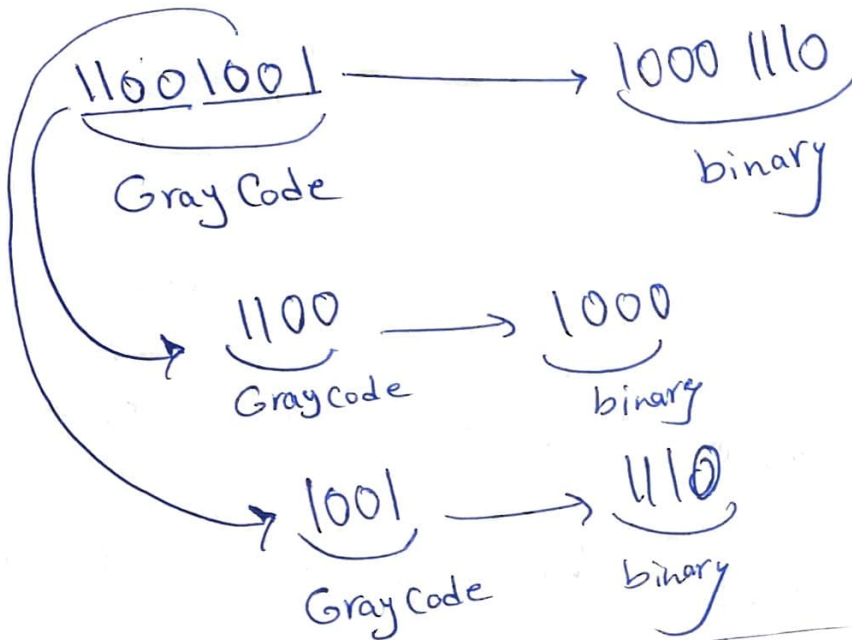 11001001 → 1000 1110
Gray Code binary
1100 → 1000
Gray code binary
1001 → 1110
Gray Code binary